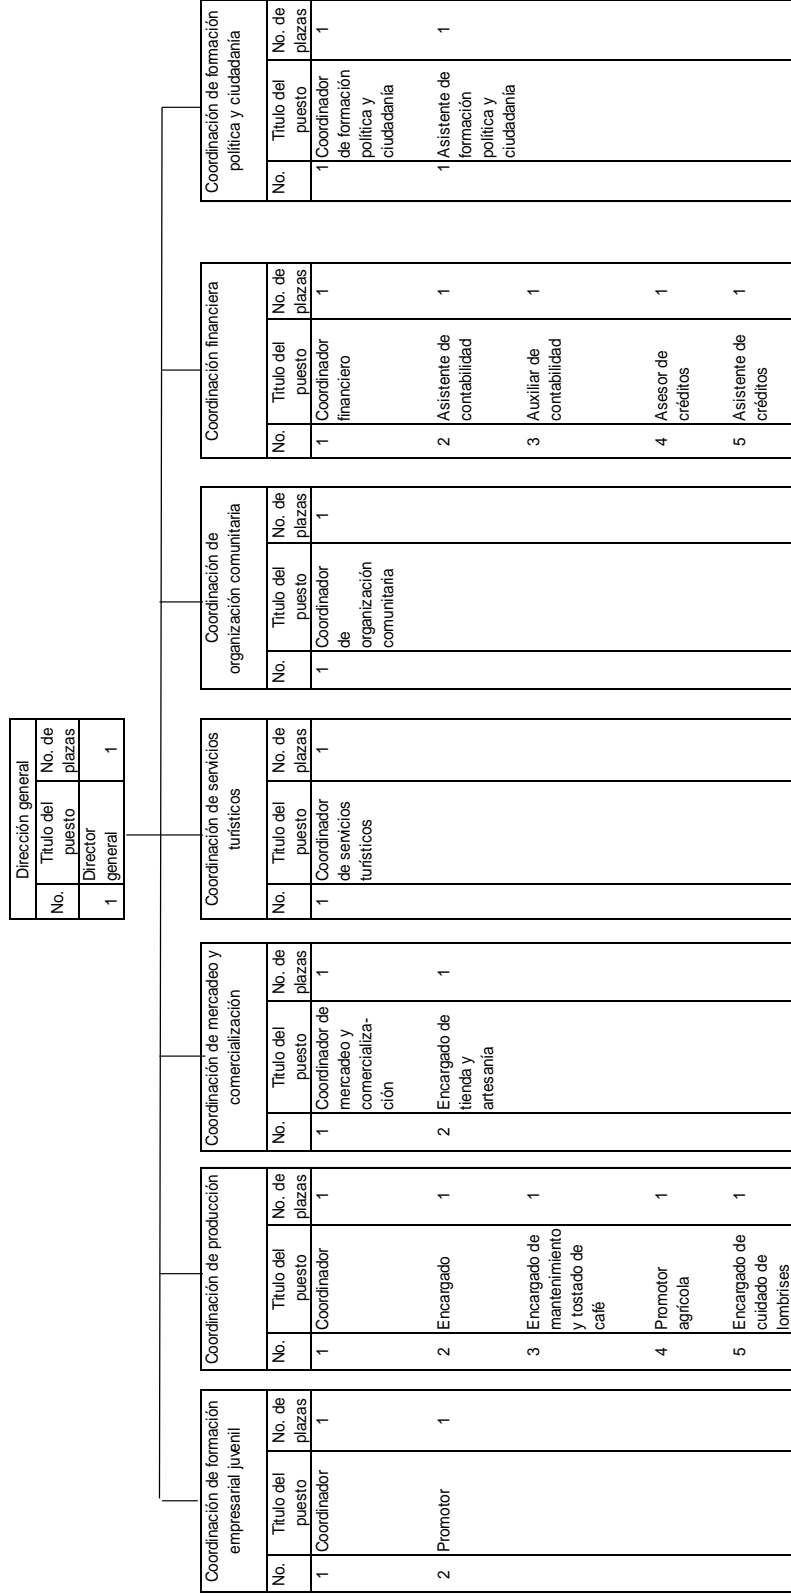 Dirección general
No.
Titulo del
puesto
No. de
plazas
1
Director
general
1
Coordinación de formación
empresarial juvenil
No.
Titulo del
puesto
No. de
plazas
1
Coordinador
1
2
Promotor
1
Coordinación de producción
No.
Titulo del
puesto
No. de
plazas
1
Coordinador
1
2
Encargado
1
3
Encargado de
mantenimiento
y tostado de
café
1
4
Promotor
agrícola
1
5
Encargado de
cuidado de
lombrises
1
Coordinación de mercadeo y
comercialización
No.
Titulo del
puesto
No. de
plazas
1
Coordinador de
mercadeo y
comercializa-
ción
1
2
Encargado de
tienda y
artesanía
1
Coordinación de servicios
turísticos
No.
Titulo del
puesto
No. de
plazas
1
Coordinador
de servicios
turísticos
1
Coordinación de
organización comunitaria
No.
Titulo del
puesto
No. de
plazas
1
Coordinador
de
organización
comunitaria
1
Coordinación financiera
No.
Titulo del
puesto
No. de
plazas
1
Coordinador
financiero
1
2
Asistente de
contabilidad
1
3
Auxiliar de
contabilidad
1
4
Asesor de
créditos
1
5
Asistente de
créditos
1
Coordinación de formación
política y ciudadanía
No.
Titulo del
puesto
No. de
plazas
1
Coordinador
de formación
política y
ciudadanía
1
1
Asistente de
formación
política y
ciudadanía
1